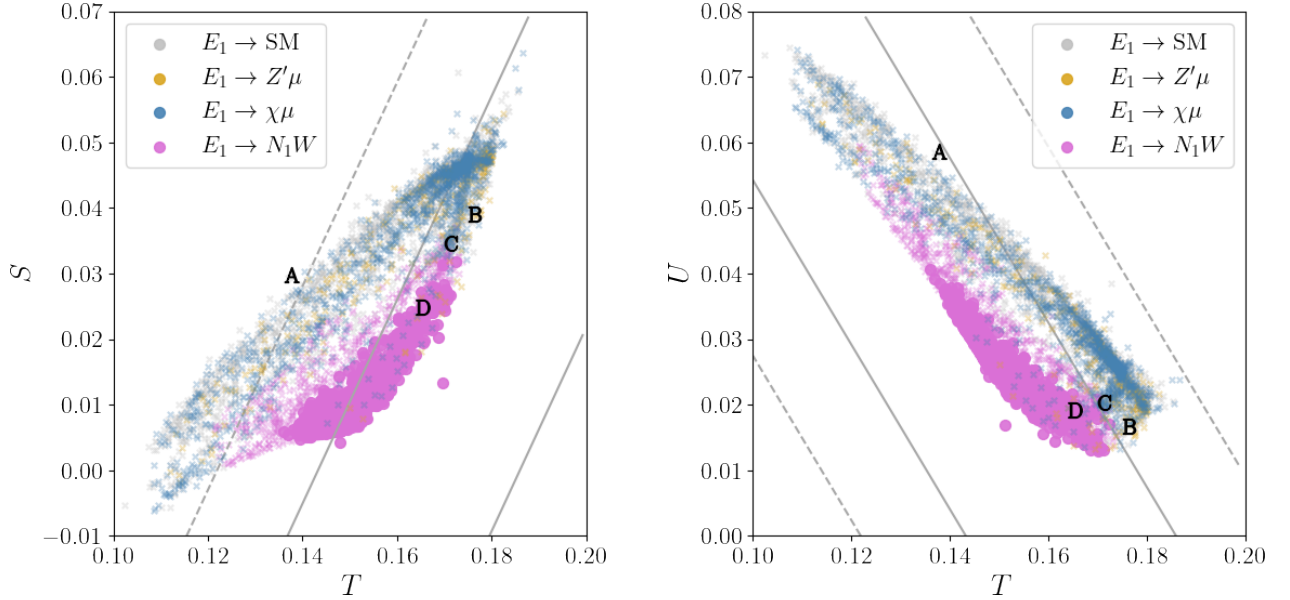 0.07
0.06
0.05
0.04
0.03
0.02
0.01
0.00
−0.01
S
E₁ → SM
E₁ → Z′μ
E₁ → χμ
E₁ → N₁W
A
B
C
D
0.10
0.12
0.14
0.16
0.18
0.20
T
0.08
0.07
0.06
0.05
0.04
0.03
0.02
0.01
0.00
U
E₁ → SM
E₁ → Z′μ
E₁ → χμ
E₁ → N₁W
A
D
C
B
0.10
0.12
0.14
0.16
0.18
0.20
T